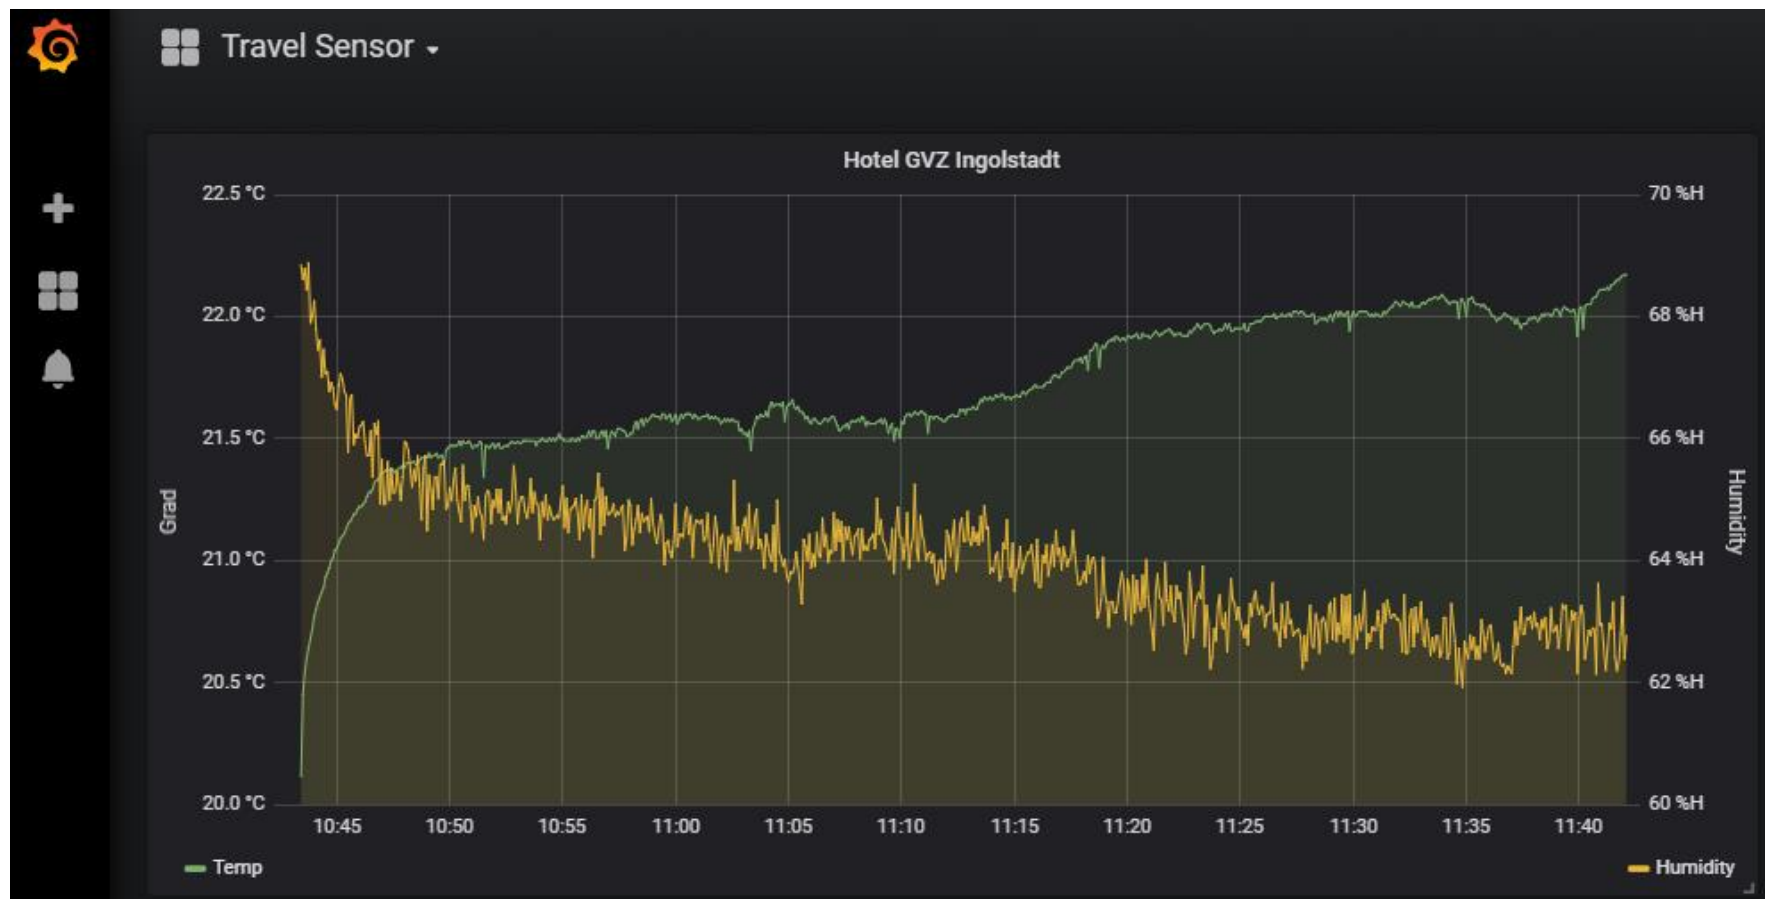 Travel Sensor
Hotel GVZ Ingolstadt
22.5 °C
22.0 °C
21.5 °C
21.0 °C
20.5 °C
20.0 °C
Grad
70 %H
68 %H
66 %H
64 %H
62 %H
60 %H
Humidity
10:45 10:50 10:55 11:00 11:05 11:10 11:15 11:20 11:25 11:30 11:35 11:40
Temp
Humidity